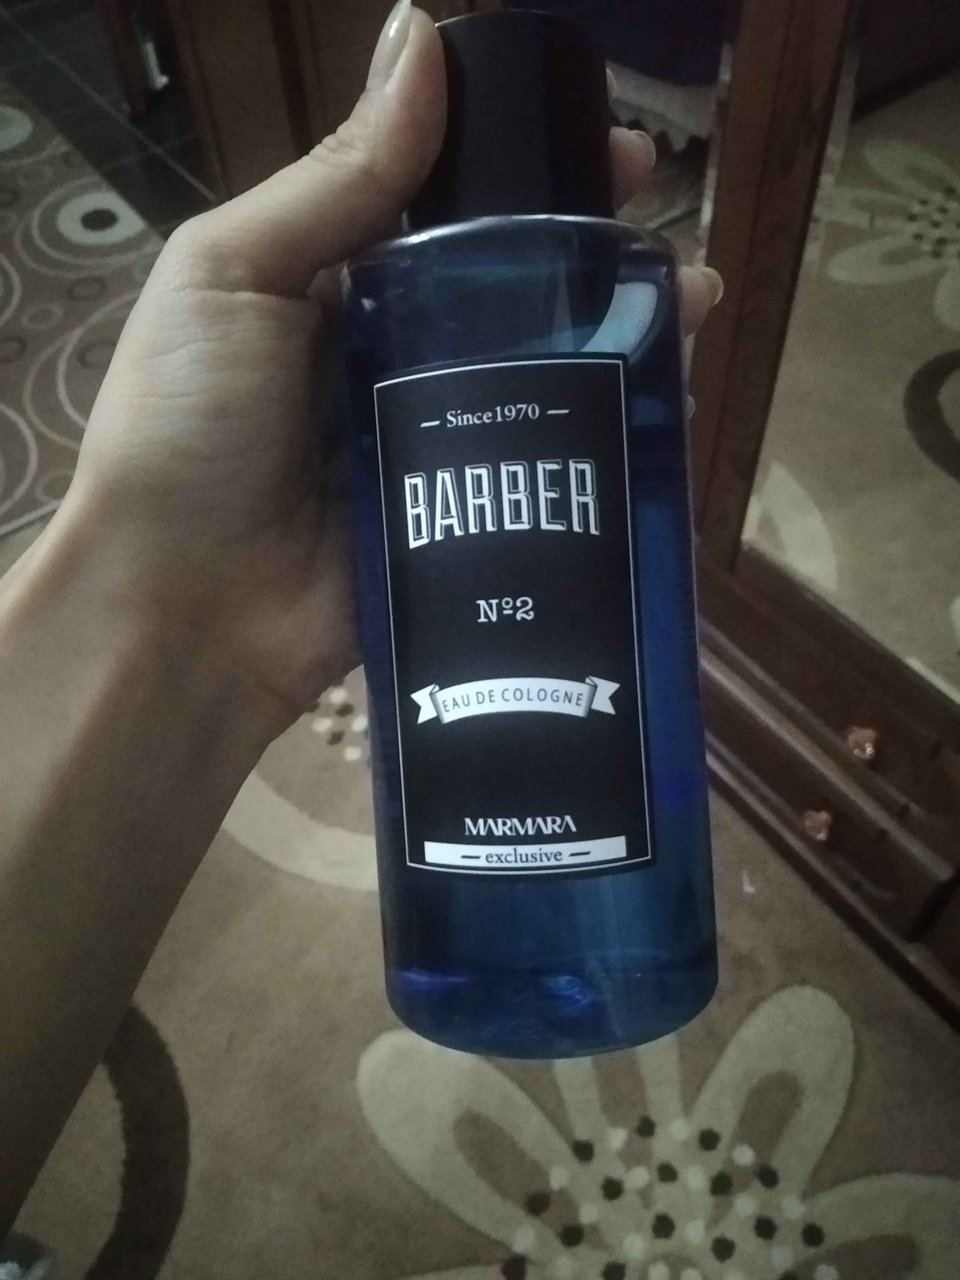 — Since1970 —
BARBER
Nº2
EAU DE COLOGNE
MARMARA
— exclusive —